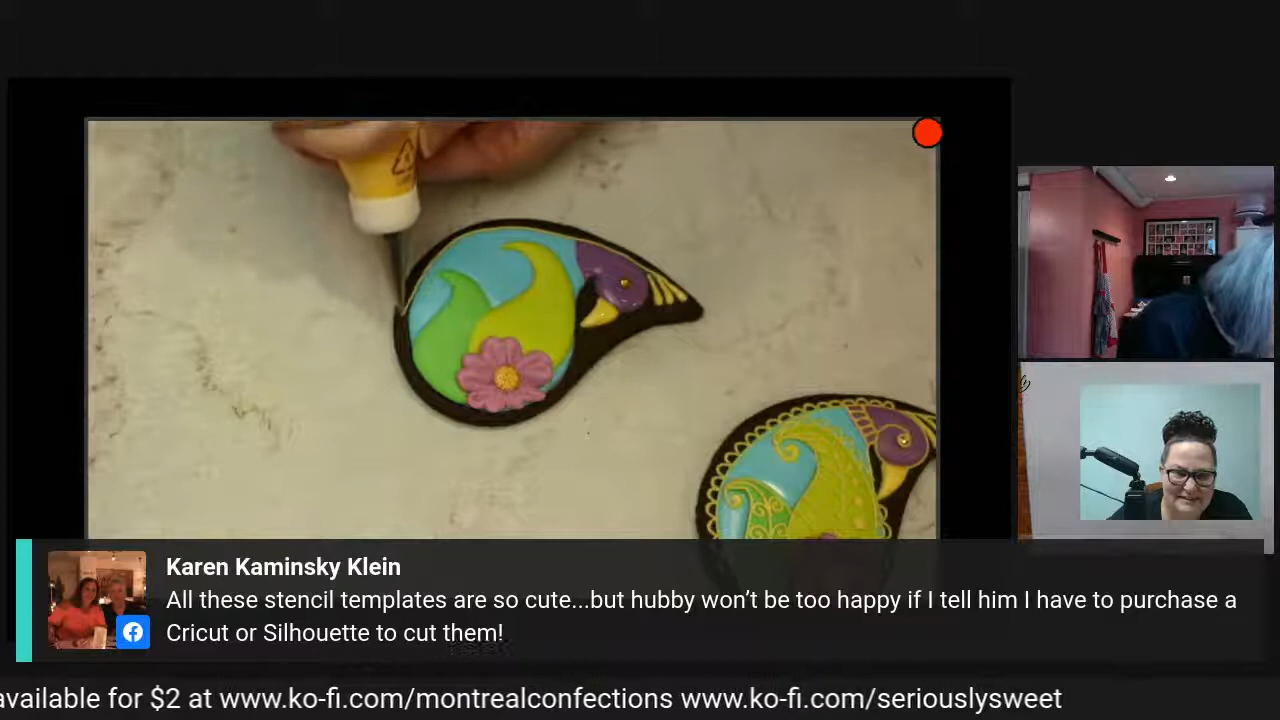 Karen Kaminsky Klein
All these stencil templates are so cute...but hubby won’t be too happy if I tell him I have to purchase a
Cricut or Silhouette to cut them!
available for $2 at www.ko-fi.com/montrealconfections www.ko-fi.com/seriouslysweet